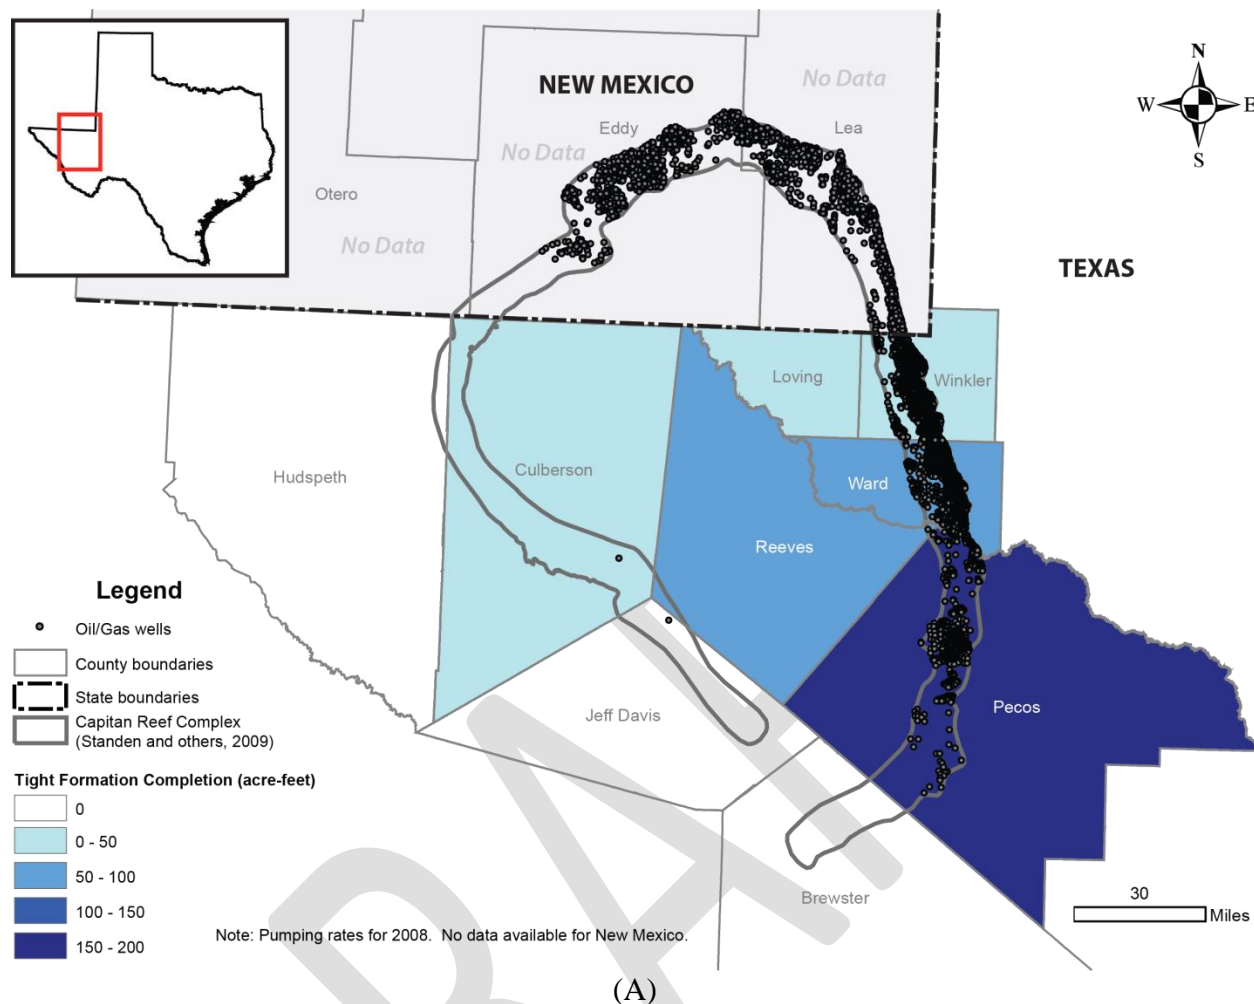 NEW MEXICO
No Data
Eddy
Lea
No Data
Otero
No Data
N
W
E
S
TEXAS
Loving
Winkler
Hudspeth
Culberson
Ward
Reeves
Pecos
Jeff Davis
Brewster
Legend
Oil/Gas wells
County boundaries
State boundaries
Capitan Reef Complex
(Standen and others, 2009)
Tight Formation Completion (acre-feet)
0
0 - 50
50 - 100
100 - 150
150 - 200
30
Miles
Note: Pumping rates for 2008. No data available for New Mexico.
(A)